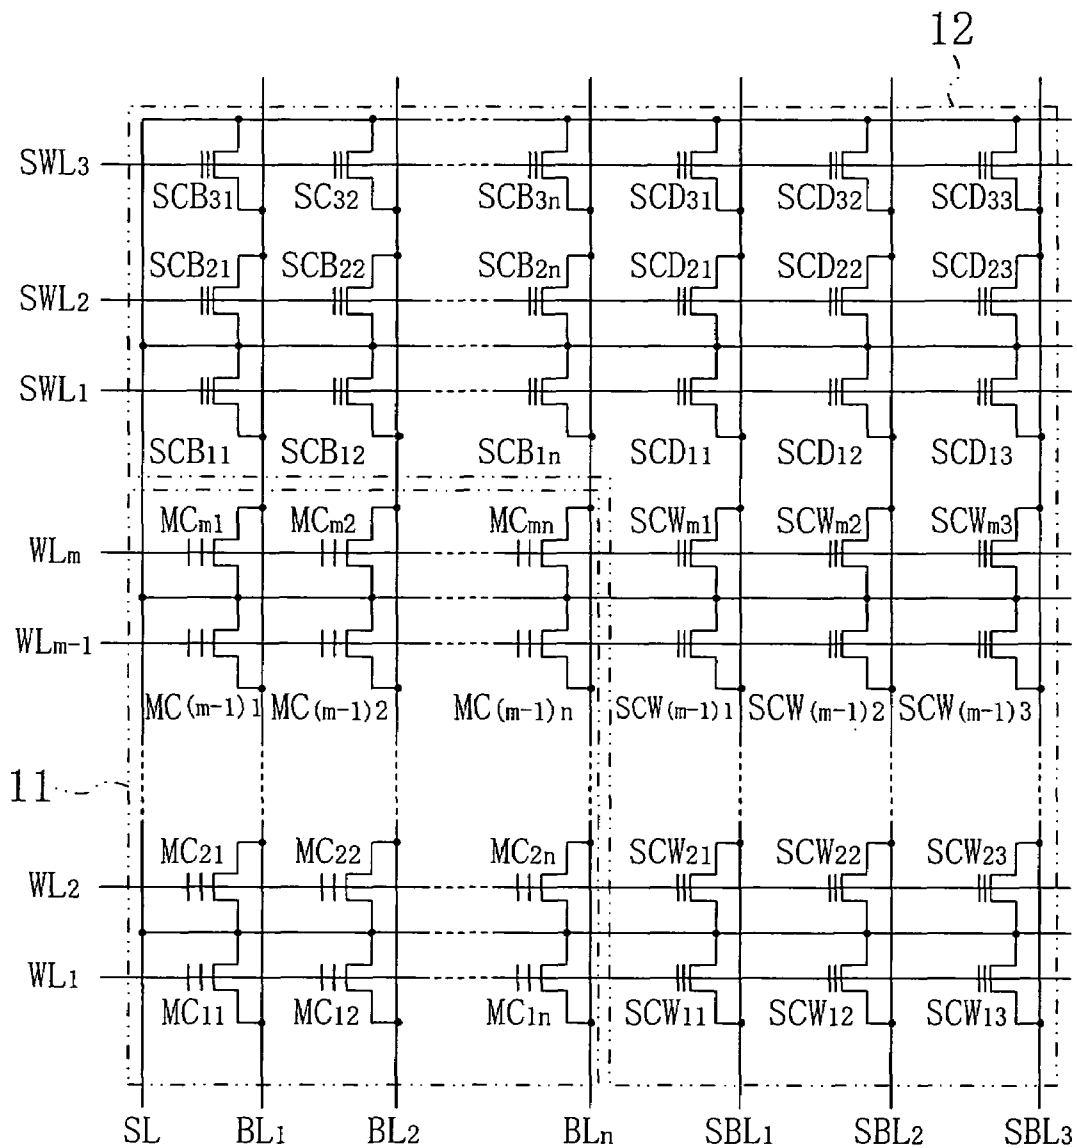 12
SWL3
SCB31 SC32 SCB3n SCD31 SCD32 SCD33
SCB21 SCB22 SCB2n SCD21 SCD22 SCD23
SWL2
SWL1
SCB11 SCB12 SCB1n SCD11 SCD12 SCD13
MCm1 MCm2 MCmn SCWm1 SCWm2 SCWm3
WLm
WLm-1
MC(m-1)1 MC(m-1)2 MC(m-1)n SCW(m-1)1 SCW(m-1)2 SCW(m-1)3
11
MC21 MC22 MC2n SCW21 SCW22 SCW23
WL2
WL1
MC11 MC12 MC1n SCW11 SCW12 SCW13
SL BL1 BL2 BLn SBL1 SBL2 SBL3